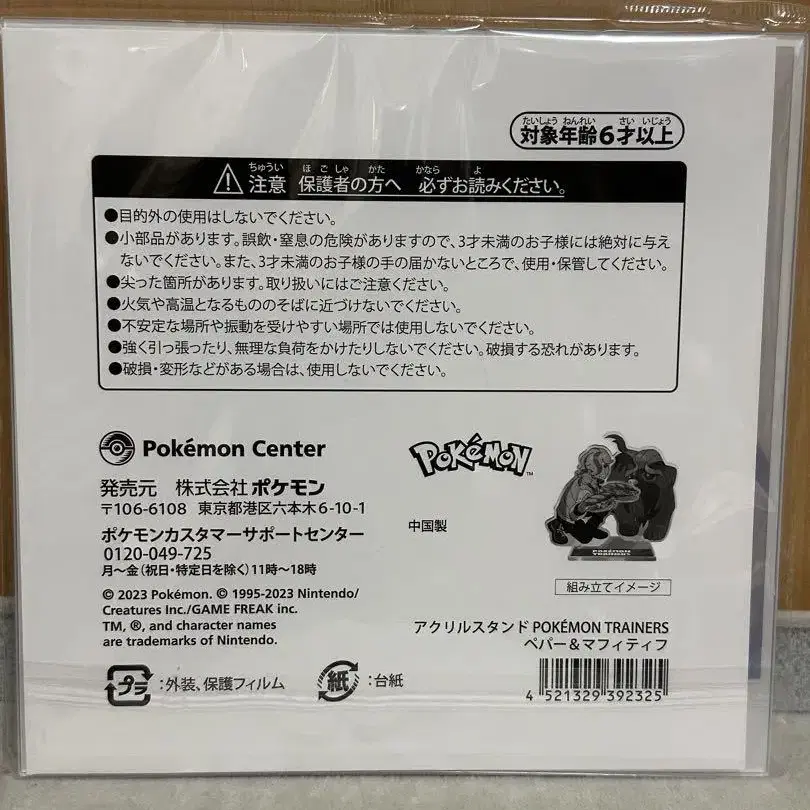 たいしょう ねんれい さい いじょう
対象年齢6才以上
ちゅうい ほごしゃ かた かなら よ
注意 保護者の方へ 必ずお読みください。
●目的外の使用はしないでください。
●小部品があります。誤飲・窒息の危険がありますので、3才未満のお子様には絶対に与え
ないでください。また、3才未満のお子様の手の届かないところで、使用・保管してください。
●尖った箇所があります。取り扱いにはご注意ください。
●火気や高温となるもののそばに近づけないでください。
●不安定な場所や振動を受けやすい場所では使用しないでください。
●強く引っ張ったり、無理な負荷をかけたりしないでください。破損する恐れがあります。
●破損・変形などがある場合は、使用しないでください。
Pokémon Center
発売元 株式会社ポケモン
〒106-6108 東京都港区六本木6-10-1
ポケモンカスタマーサポートセンター
0120-049-725
月〜金(祝日・特定日を除く)11時〜18時
© 2023 Pokémon. © 1995-2023 Nintendo/
Creatures Inc./GAME FREAK inc.
TM, ®, and character names
are trademarks of Nintendo.
プラ:外装、保護フィルム
紙:台紙
POKéMON™
中国製
POKÉMON
TRAINERS
組み立てイメージ
アクリルスタンド POKÉMON TRAINERS
ペパー&マフィティフ
4 521329 392325